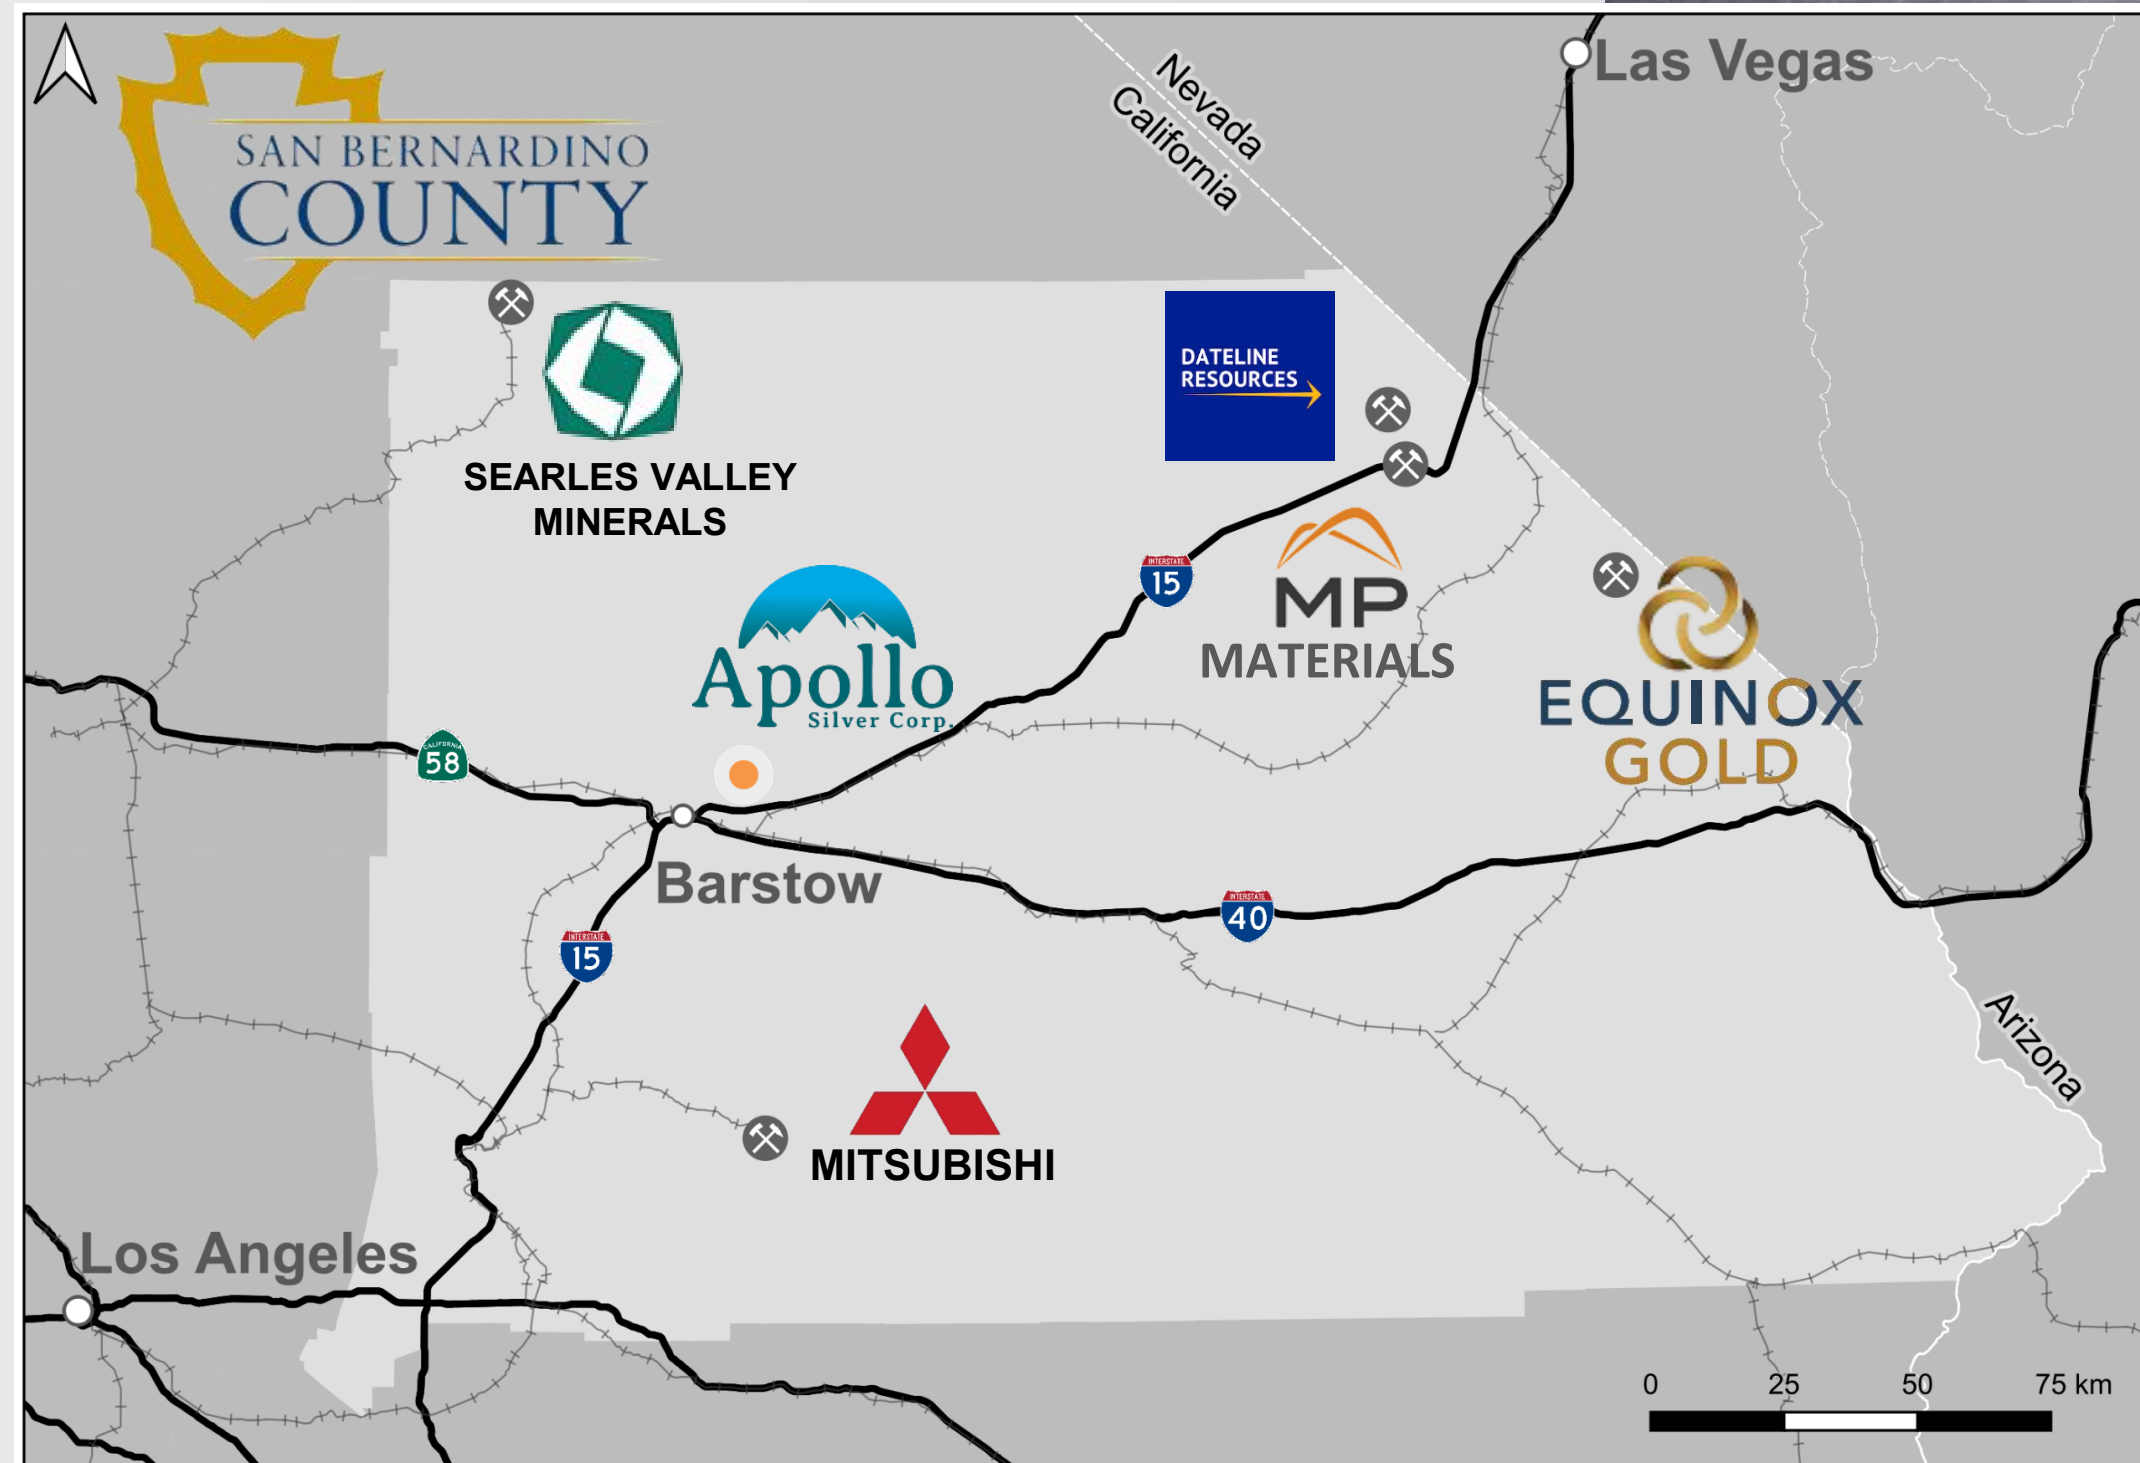 SAN BERNARDINO
COUNTY
Las Vegas
Nevada
California
DATELINE
RESOURCES
SEARLES VALLEY
MINERALS
INTERSTATE
15
MP
MATERIALS
Apollo
Silver Corp.
EQUINOX
GOLD
CALIFORNIA
58
Barstow
INTERSTATE
40
INTERSTATE
15
Arizona
MITSUBISHI
Los Angeles
0 25 50 75 km